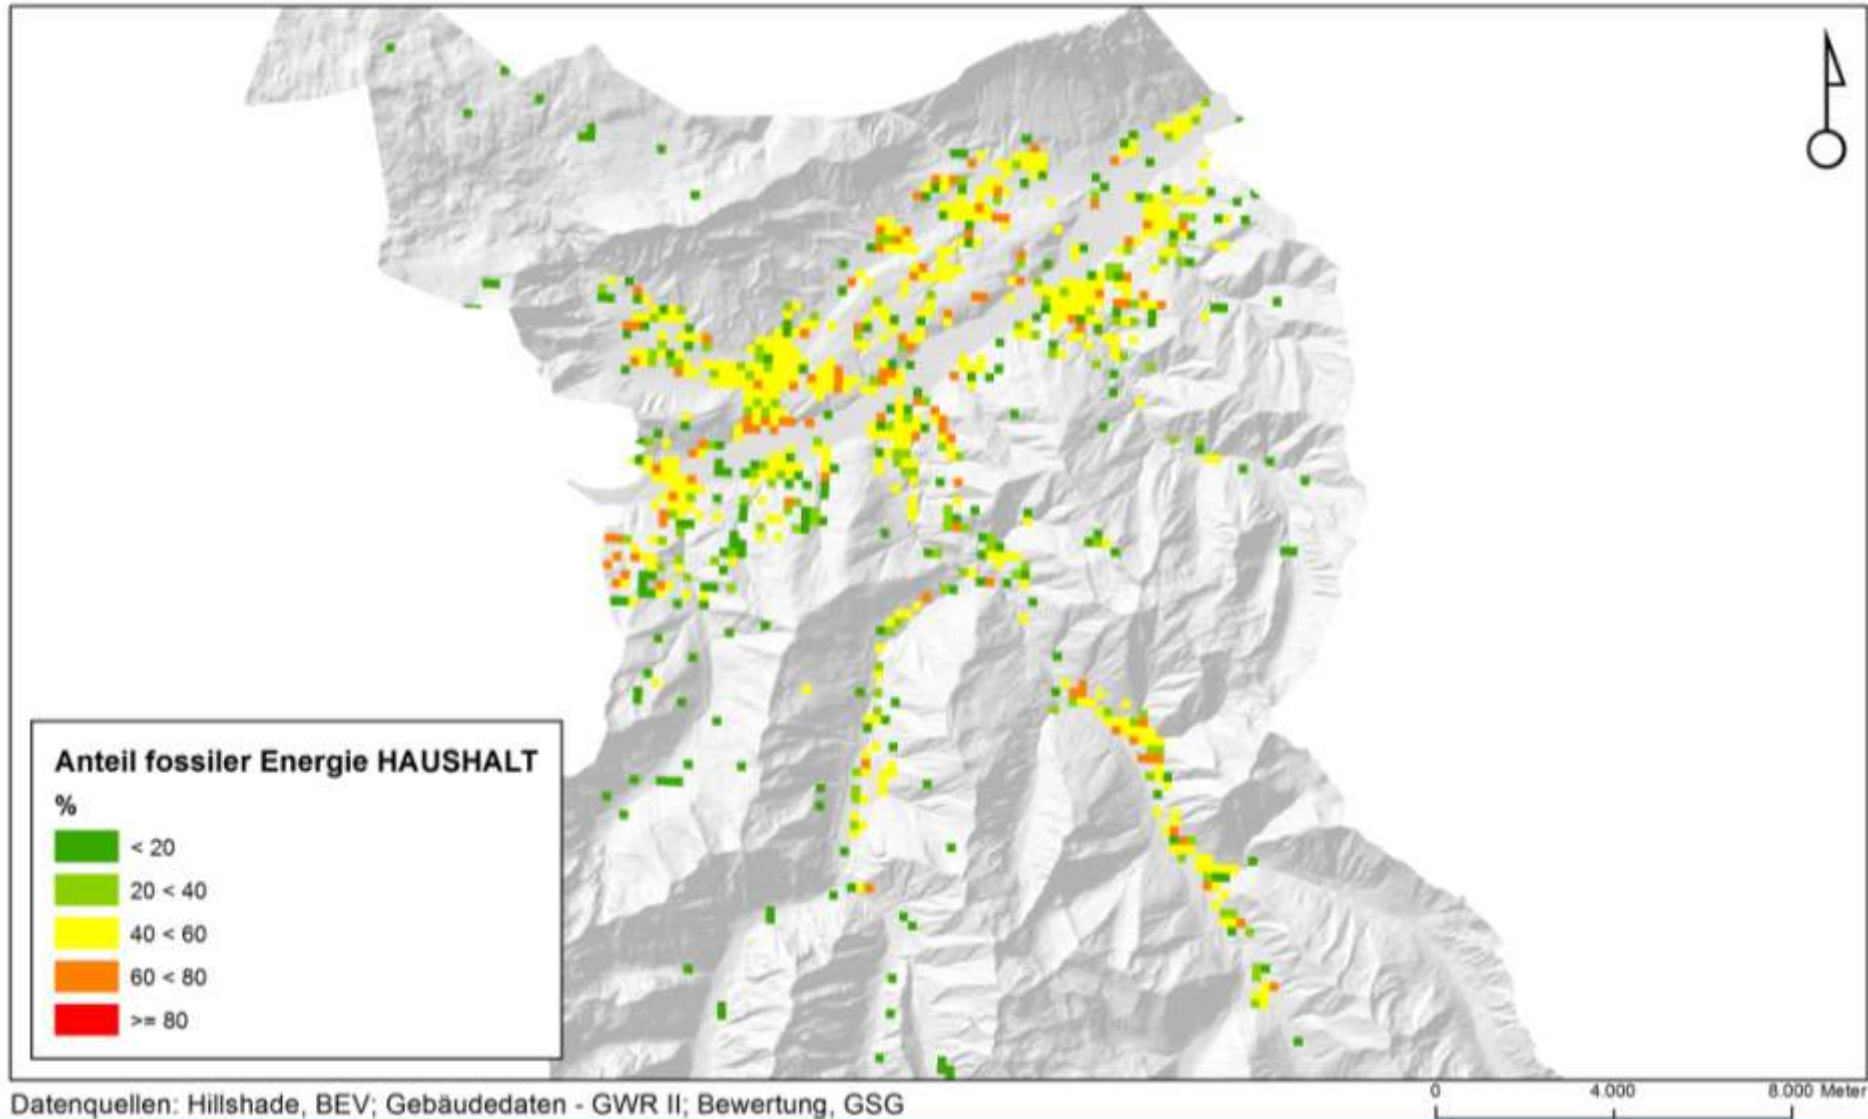 Anteil fossiler Energie HAUSHALT
%
< 20
20 < 40
40 < 60
60 < 80
>= 80
Datenquellen: Hillshade, BEV; Gebäudedaten - GWR II; Bewertung, GSG
0 4.000 8.000 Meter